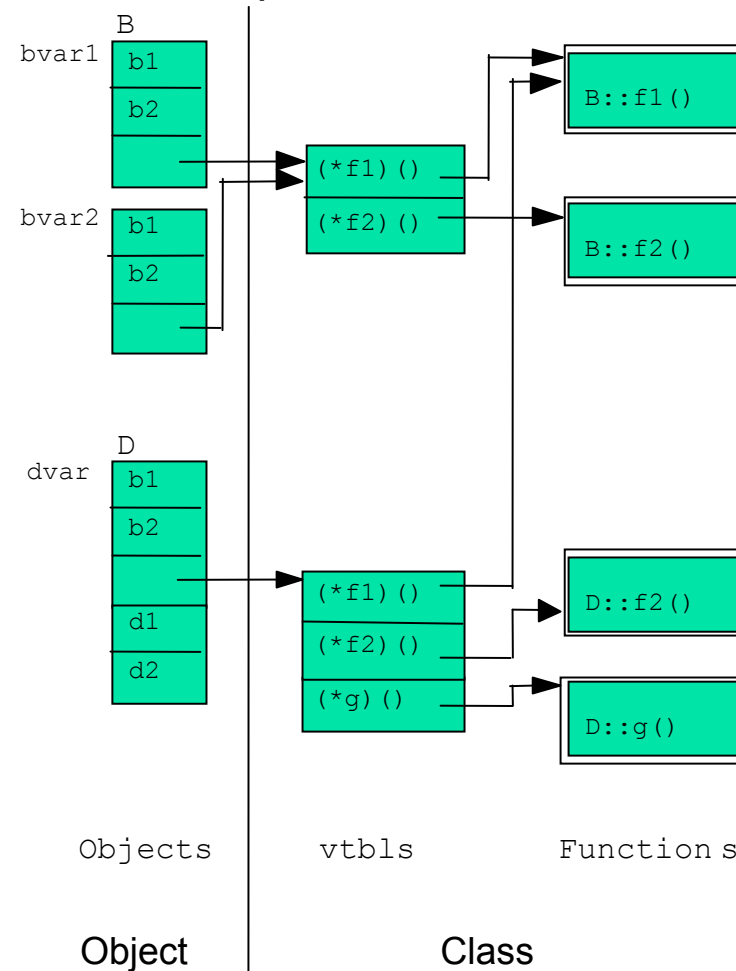 B
bvar1
b1
b2
B::f1()
(*f1)()
(*f2)()
B::f2()
bvar2
b1
b2
D
dvar
b1
b2
d1
d2
(*f1)()
(*f2)()
(*g)()
D::f2()
D::g()
Objects vtbls Function s
Object Class